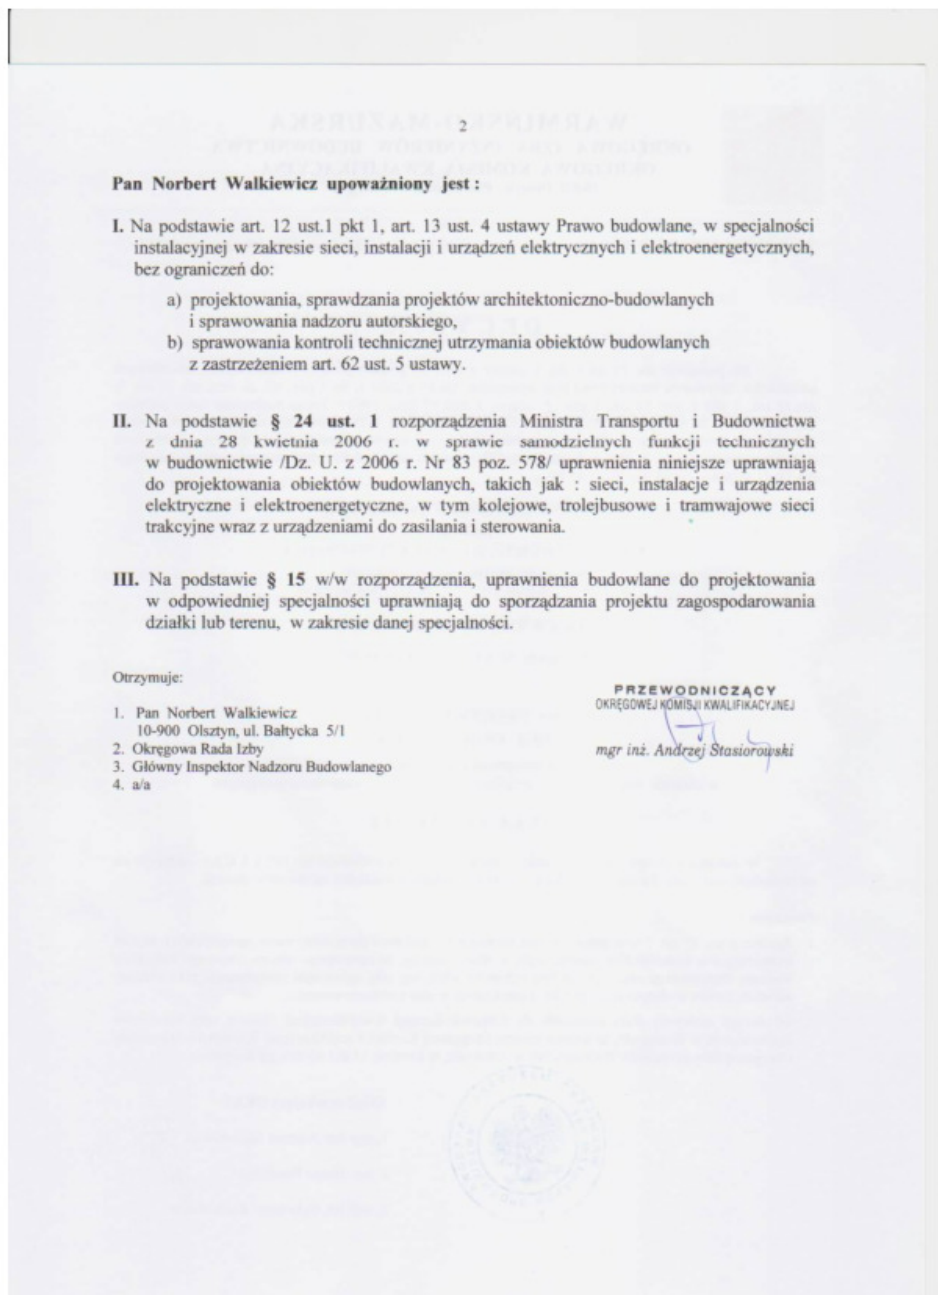 2
Pan Norbert Walkiewicz upoważniony jest :
I. Na podstawie art. 12 ust.1 pkt 1, art. 13 ust. 4 ustawy Prawo budowlane, w specjalności
instalacyjnej w zakresie sieci, instalacji i urządzeń elektrycznych i elektroenergetycznych,
bez ograniczeń do:
a) projektowania, sprawdzania projektów architektoniczno-budowlanych
i sprawowania nadzoru autorskiego,
b) sprawowania kontroli technicznej utrzymania obiektów budowlanych
z zastrzeżeniem art. 62 ust. 5 ustawy.
II. Na podstawie § 24 ust. 1 rozporządzenia Ministra Transportu i Budownictwa
z dnia 28 kwietnia 2006 r. w sprawie samodzielnych funkcji technicznych
w budownictwie /Dz. U. z 2006 r. Nr 83 poz. 578/ uprawnienia niniejsze uprawniają
do projektowania obiektów budowlanych, takich jak : sieci, instalacje i urządzenia
elektryczne i elektroenergetyczne, w tym kolejowe, trolejbusowe i tramwajowe sieci
trakcyjne wraz z urządzeniami do zasilania i sterowania.
III. Na podstawie § 15 w/w rozporządzenia, uprawnienia budowlane do projektowania
w odpowiedniej specjalności uprawniają do sporządzania projektu zagospodarowania
działki lub terenu, w zakresie danej specjalności.
Otrzymuje:
1. Pan Norbert Walkiewicz
10-900 Olsztyn, ul. Bałtycka 5/1
2. Okręgowa Rada Izby
3. Główny Inspektor Nadzoru Budowlanego
4. a/a
PRZEWODNICZĄCY
OKRĘGOWEJ KOMISJI KWALIFIKACYJNEJ
mgr inż. Andrzej Stasiorowski